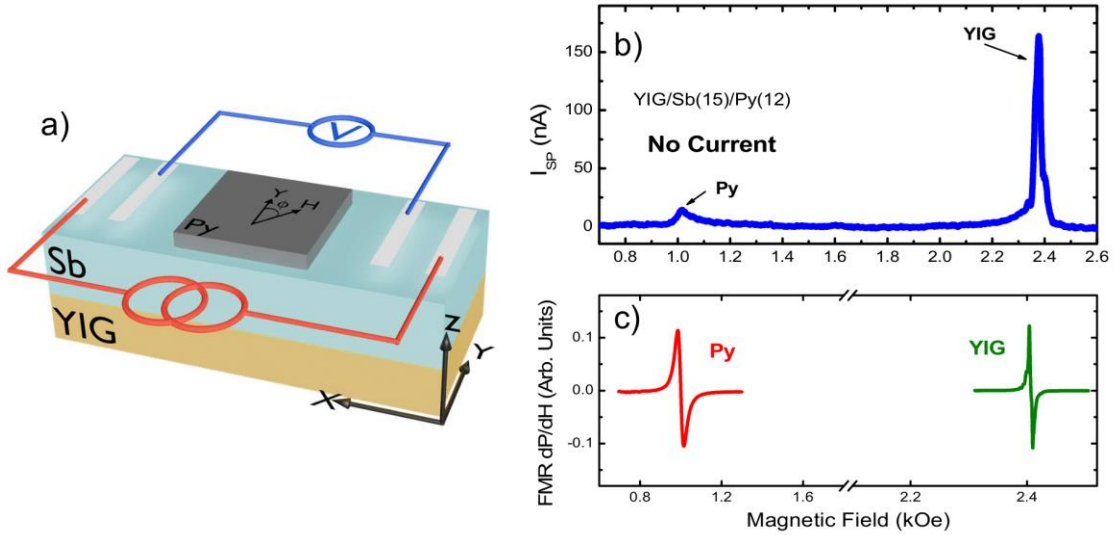 a)
V
Y
ϕ
H
Py
Sb
YIG
Z
Y
X
b)
YIG
YIG/Sb(15)/Py(12)
No Current
Py
I_SP (nA)
150
100
50
0
0.8 1.0 1.2 1.4 1.6 1.8 2.0 2.2 2.4 2.6
c)
Py
YIG
FMR dP/dH (Arb. Units)
0.1
0.0
-0.1
0.8 1.2 1.6 2.2 2.4
Magnetic Field (kOe)